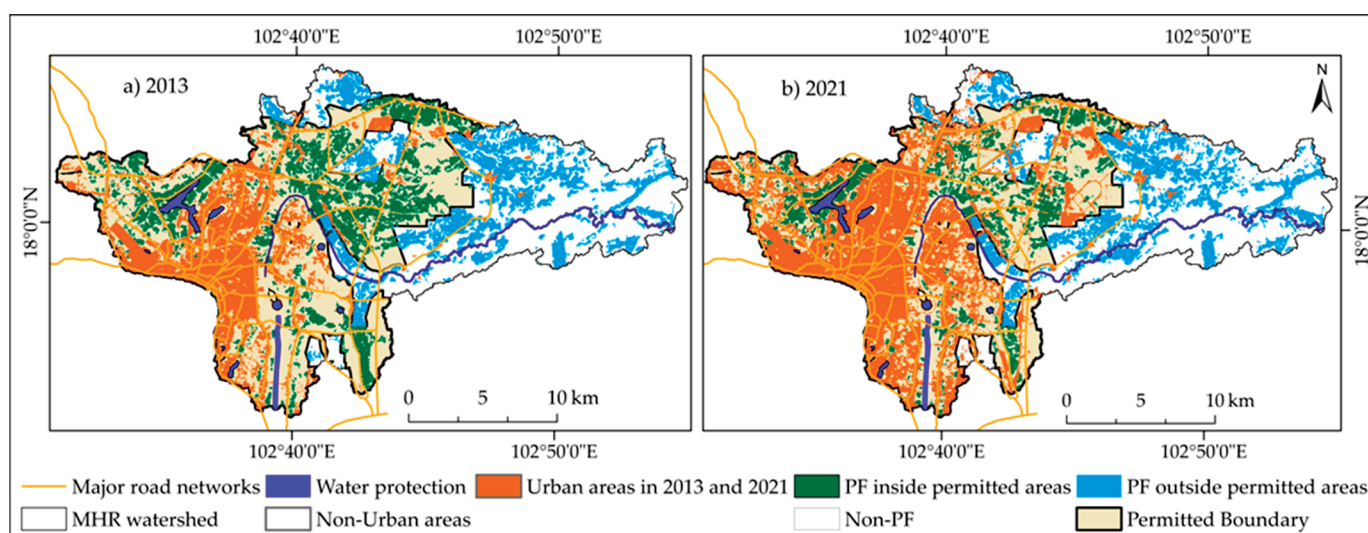 102°40'0"E 102°50'0"E 102°40'0"E 102°50'0"E
a) 2013 b) 2021 N
18°0'0"N 18°0'0"N
0 5 10 km 0 5 10 km
102°40'0"E 102°50'0"E 102°40'0"E 102°50'0"E
Major road networks Water protection Urban areas in 2013 and 2021 PF inside permitted areas PF outside permitted areas
MHR watershed Non-Urban areas Non-PF Permitted Boundary